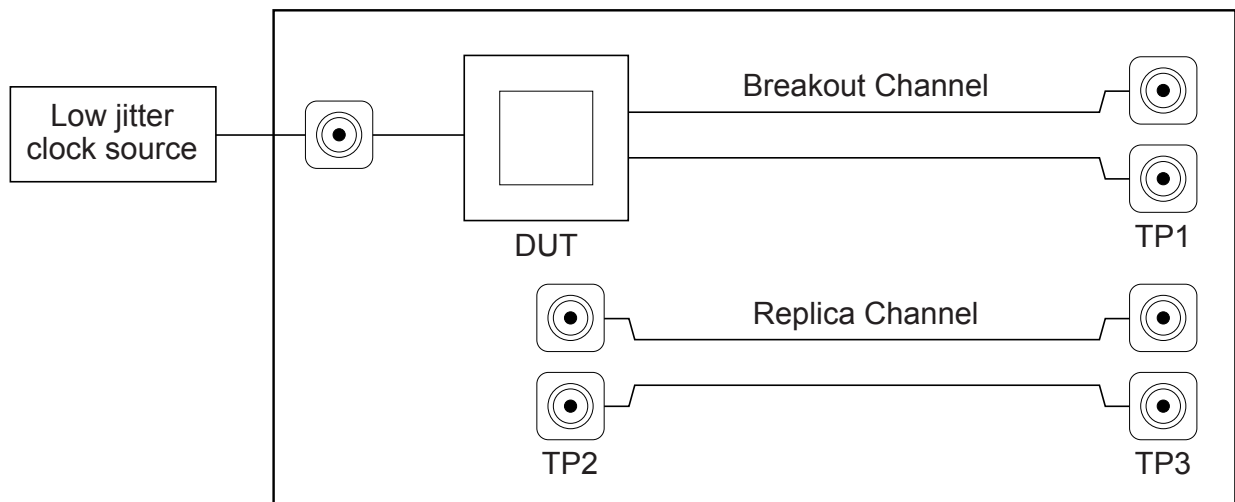 Low jitter
clock source
Breakout Channel
DUT
TP1
Replica Channel
TP2
TP3